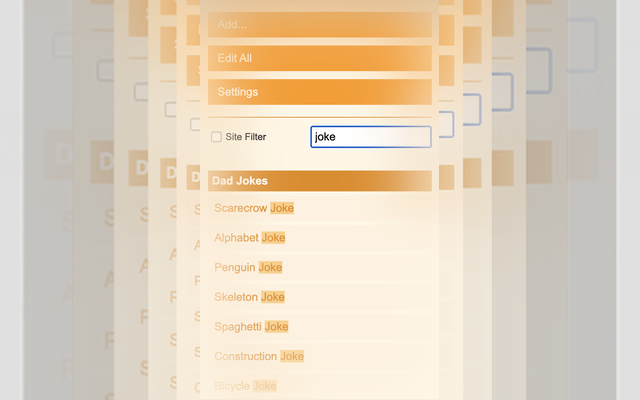 Add...
Edit All
Settings
Site Filter
joke
Dad Jokes
Scarecrow Joke
Alphabet Joke
Penguin Joke
Skeleton Joke
Spaghetti Joke
Construction Joke
Bicycle Joke